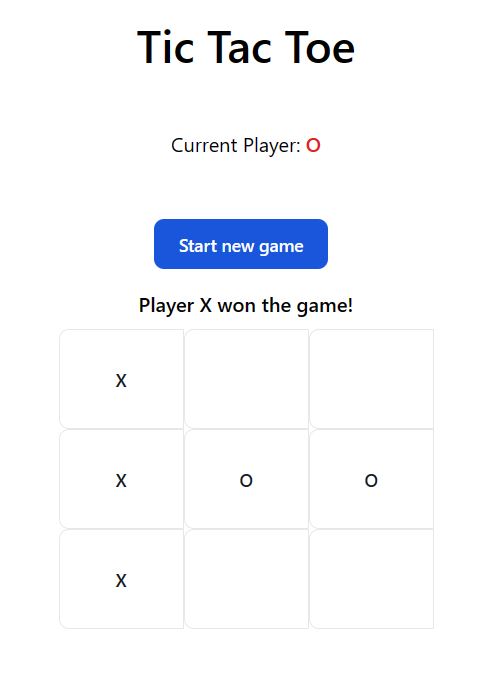 Tic Tac Toe
Current Player: O
Start new game
Player X won the game!
X
X O O
X